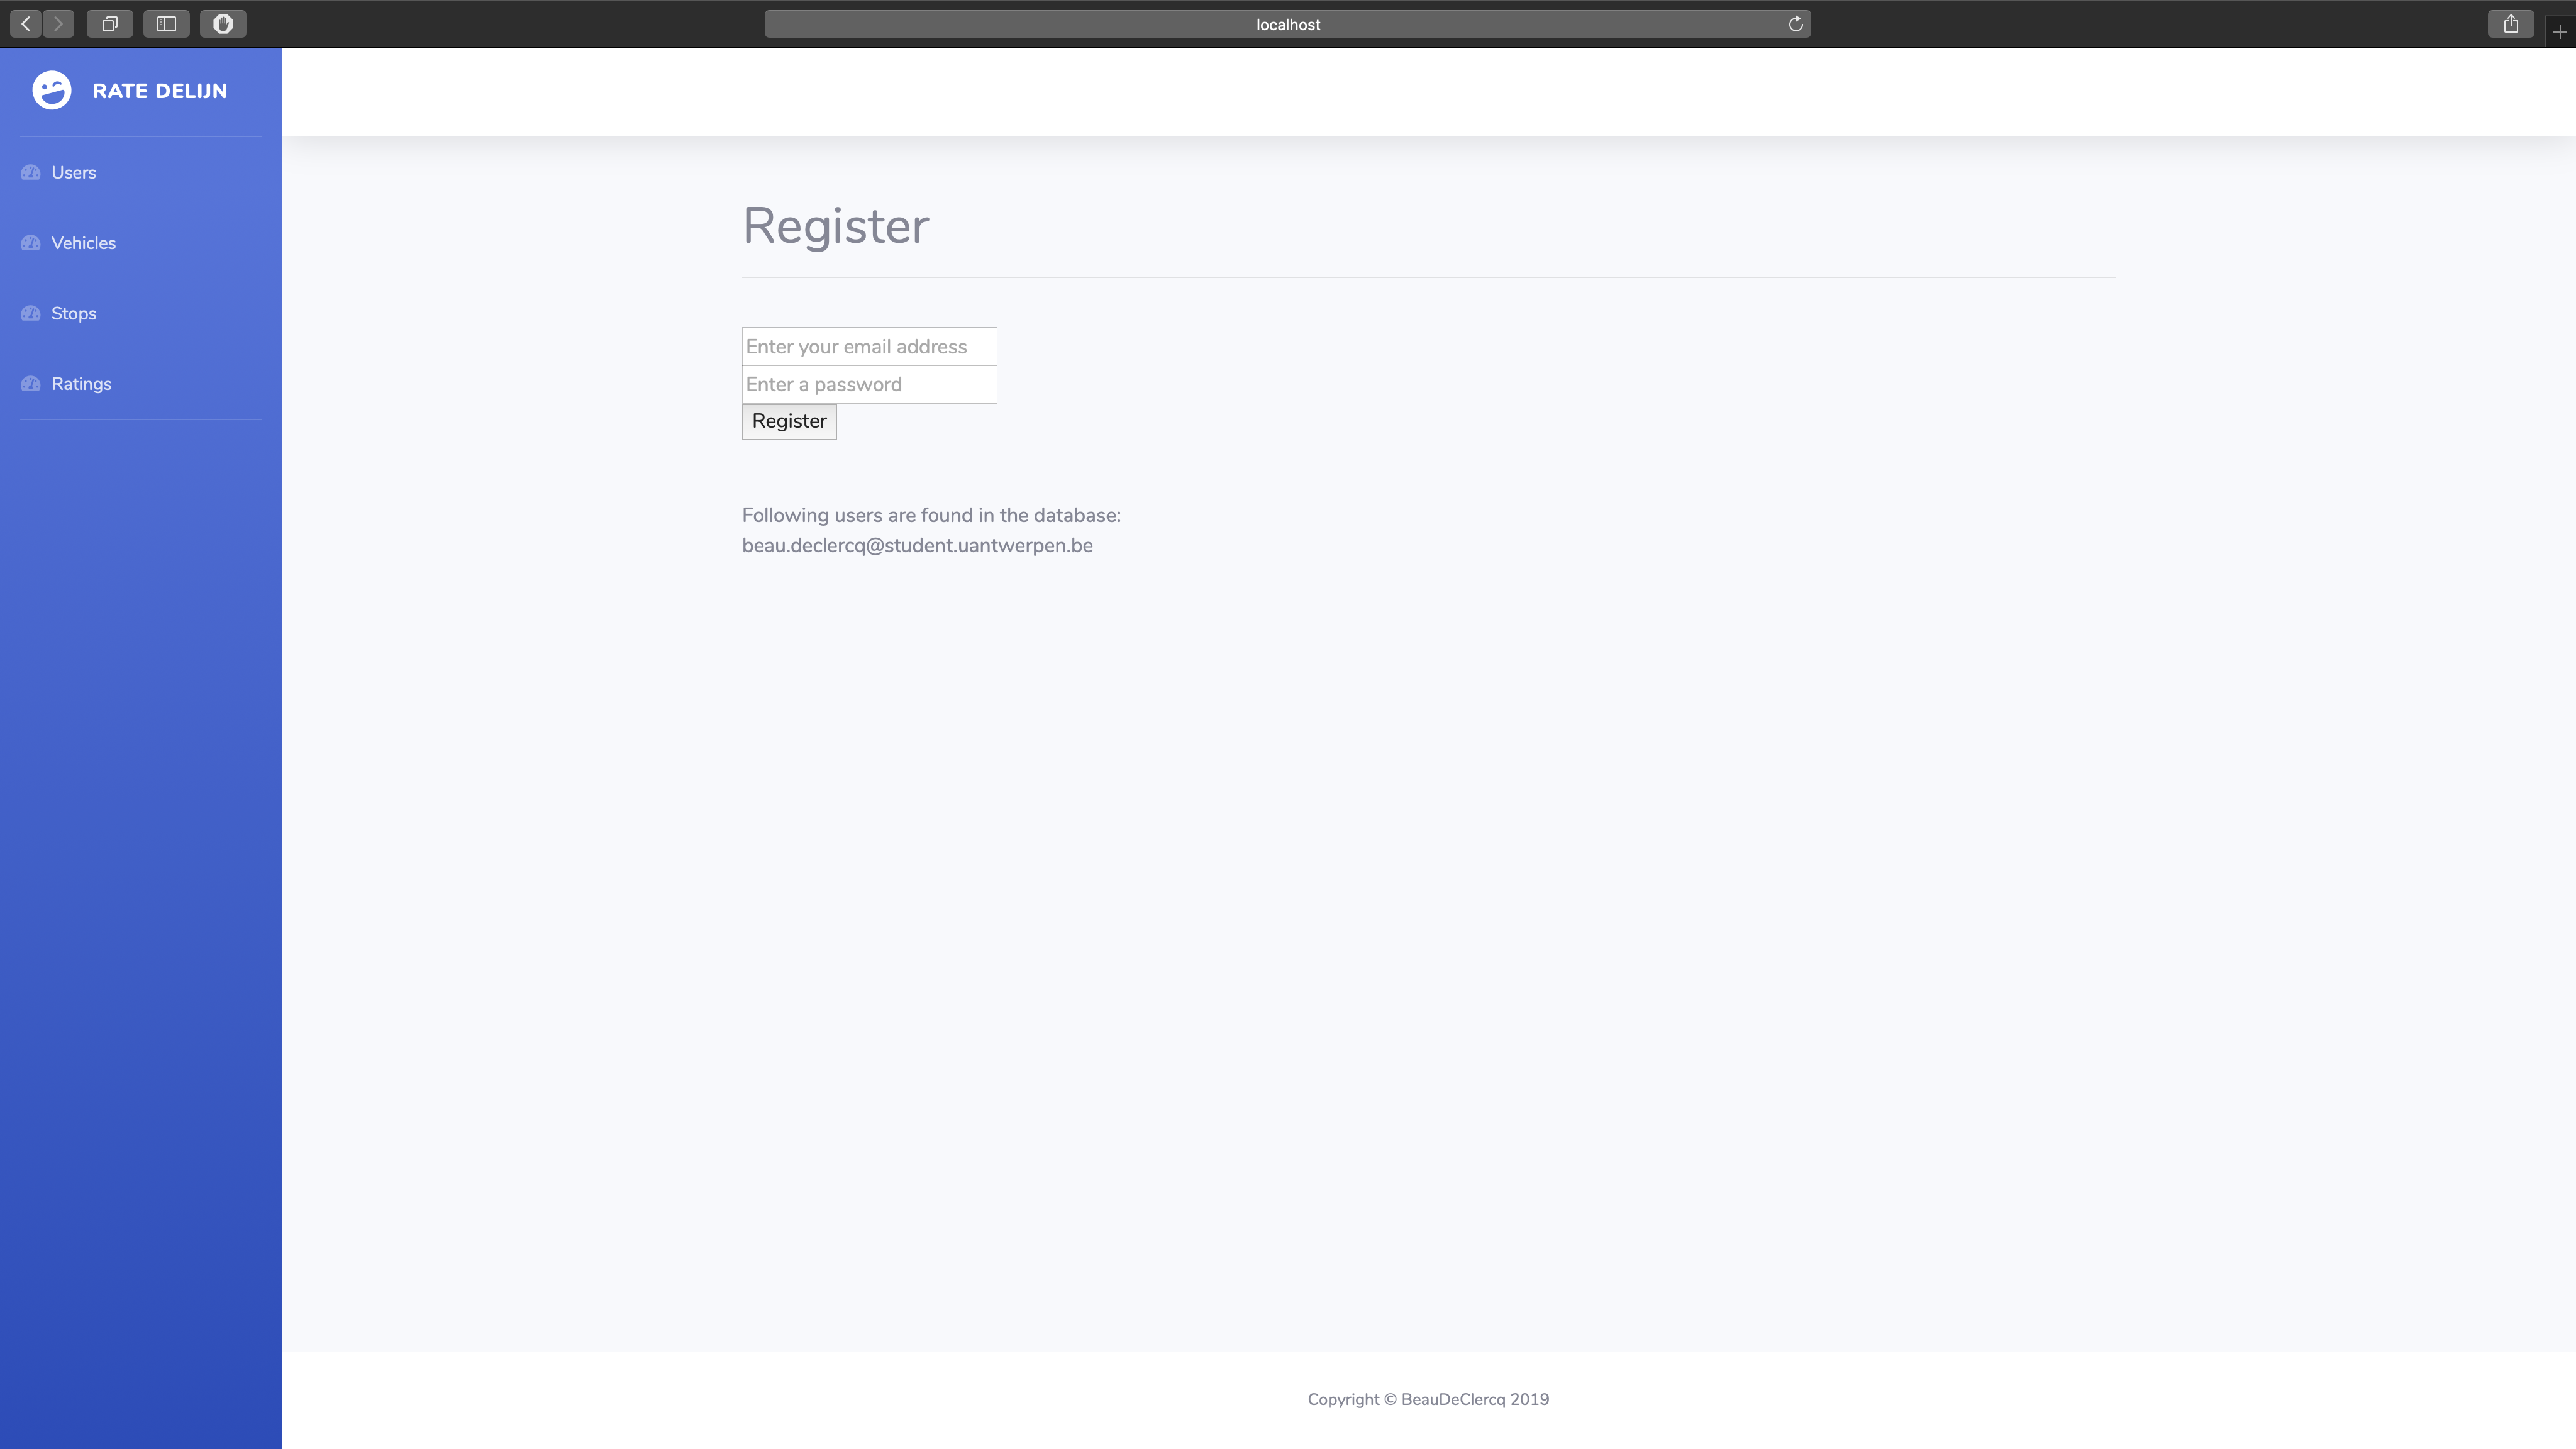 localhost
RATE DELIJN
Users
Vehicles
Stops
Ratings
Register
Enter your email address
Enter a password
Register
Following users are found in the database:
beau.declercq@student.uantwerpen.be
Copyright © BeauDeClercq 2019